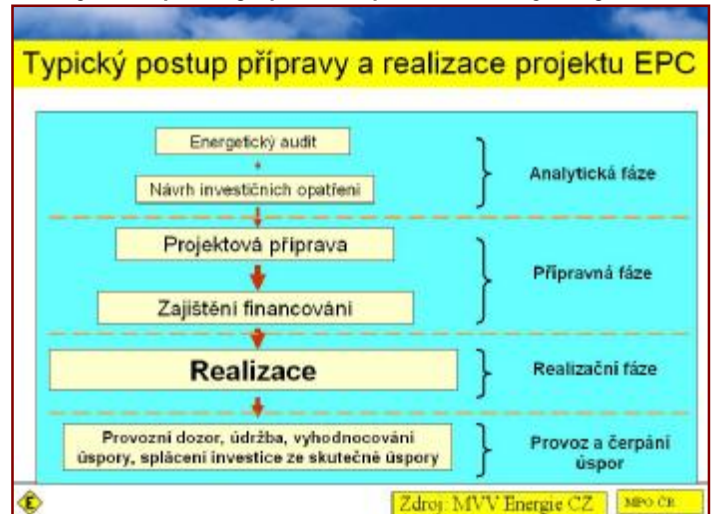 Typický postup přípravy a realizace projektu EPC
Energetický audit
Návrh investičních opatření
Analytická fáze
Projektová příprava
Zajištění financování
Přípravná fáze
Realizace
Realizační fáze
Provozní dozor, údržba, vyhodnocování
úspory, splácení investice ze skutečné úspory
Provoz a čerpání
úspor
E
Zdroj: MVV Energie CZ
MPO ČR